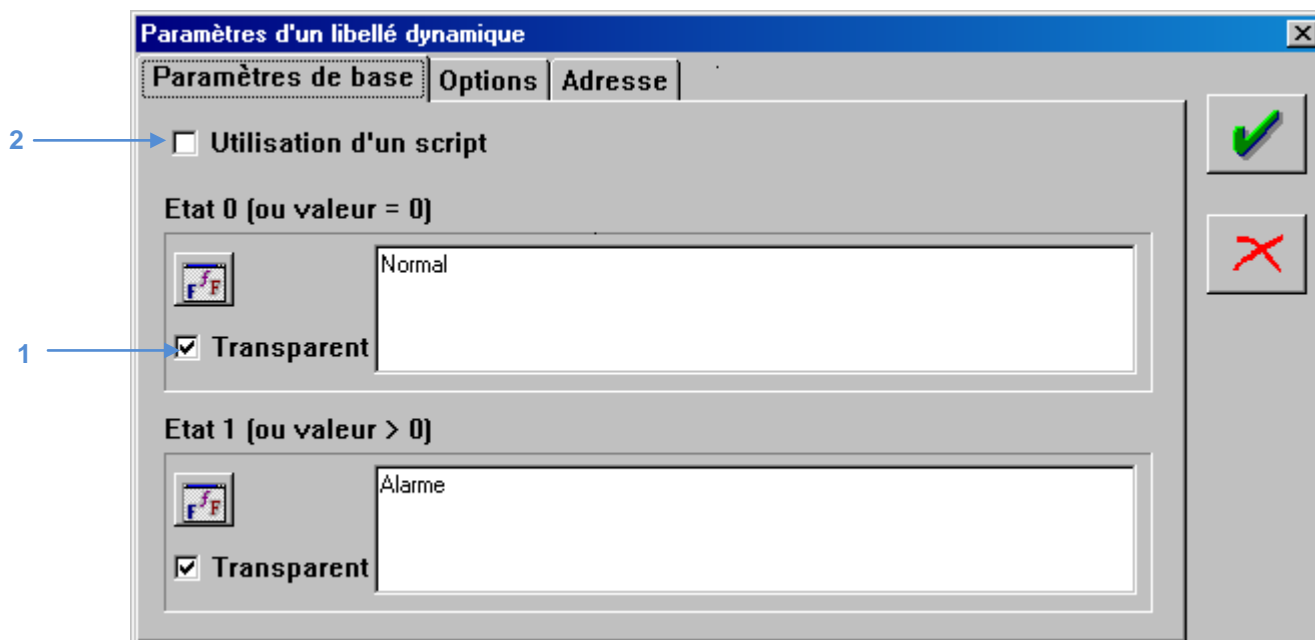 Paramètres d'un libellé dynamique
Paramètres de base Options Adresse
2 Utilisation d'un script
Etat 0 (ou valeur = 0)
Normal
1 Transparent
Etat 1 (ou valeur > 0)
Alarme
Transparent